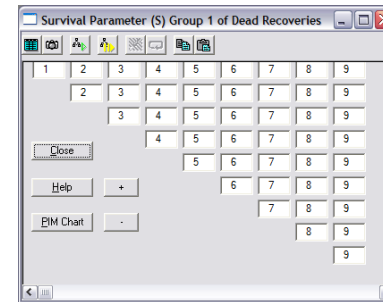 Survival Parameter (S) Group 1 of Dead Recoveries
1 2 3 4 5 6 7 8 9
2 3 4 5 6 7 8 9
3 4 5 6 7 8 9
4 5 6 7 8 9
Close 5 6 7 8 9
Help + 6 7 8 9
7 8 9
PIM Chart - 8 9
9